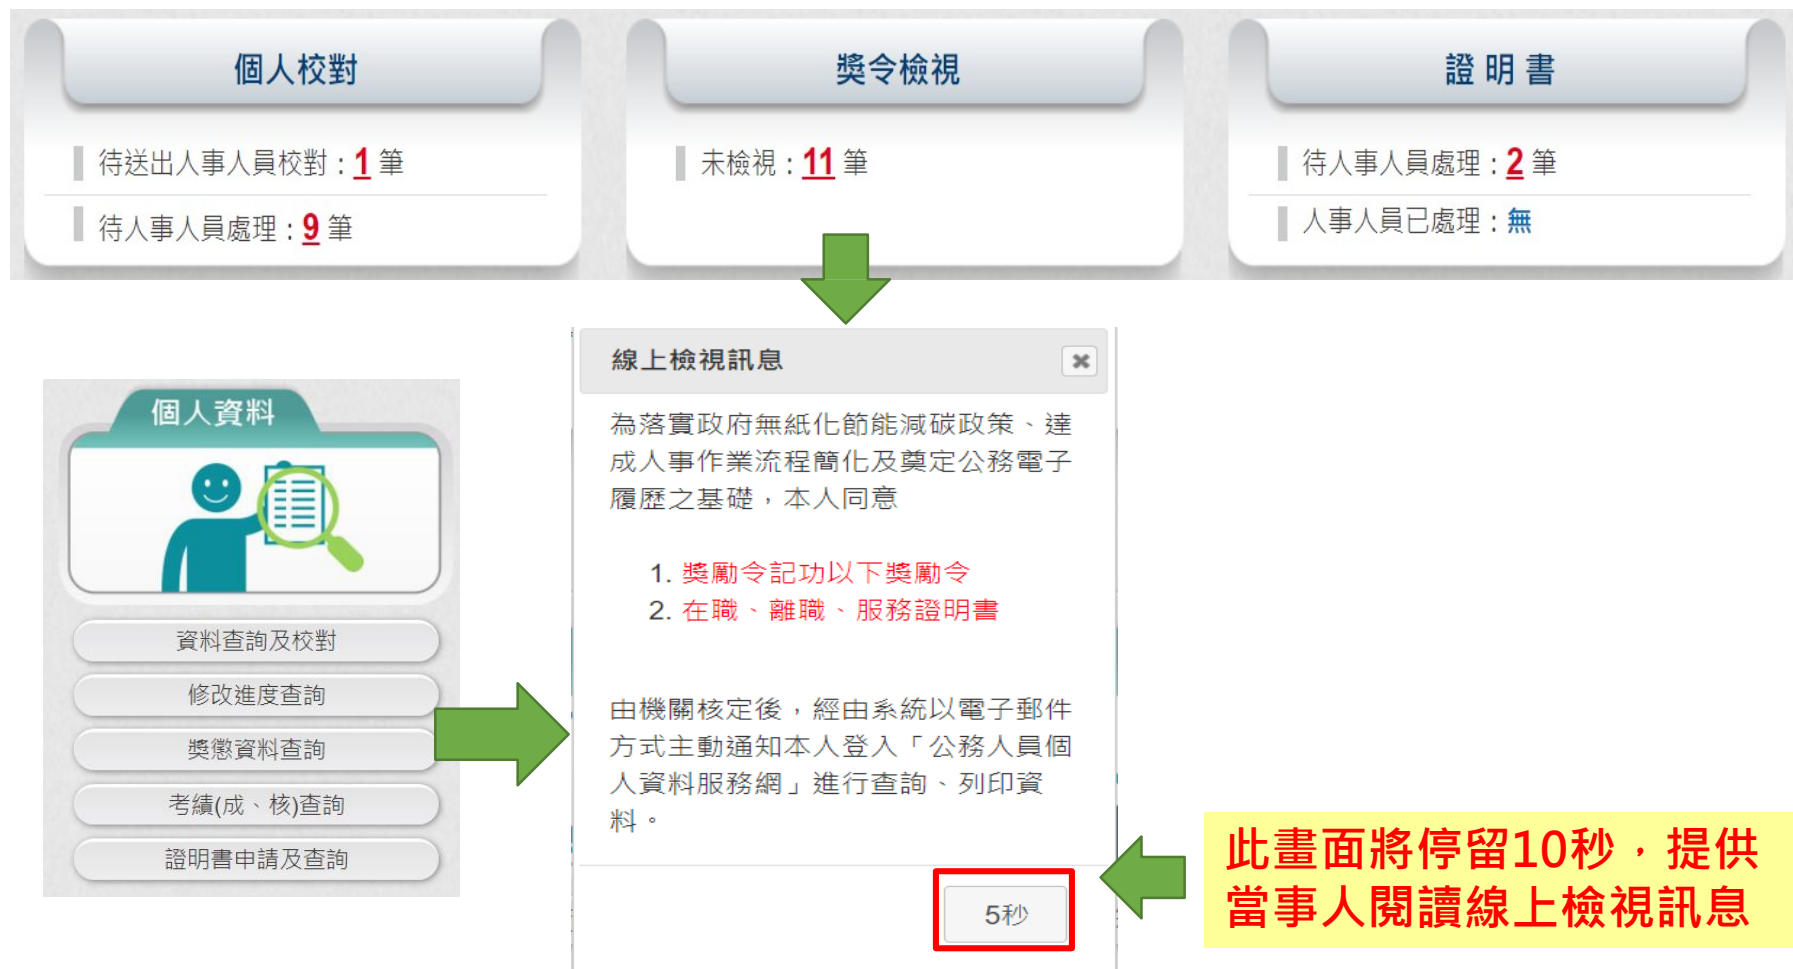 個人校對
待送出人事人員校對：1 筆
待人事人員處理：9 筆
獎令檢視
未檢視：11 筆
證 明 書
待人事人員處理：2 筆
人事人員已處理：無
個人資料
資料查詢及校對
修改進度查詢
獎懲資料查詢
考績(成、核)查詢
證明書申請及查詢
線上檢視訊息
為落實政府無紙化節能減碳政策、達
成人事作業流程簡化及奠定公務電子
履歷之基礎，本人同意
1. 獎勵令記功以下獎勵令
2. 在職、離職、服務證明書
由機關核定後，經由系統以電子郵件
方式主動通知本人登入「公務人員個
人資料服務網」進行查詢、列印資
料。
5秒
此畫面將停留10秒，提供
當事人閱讀線上檢視訊息